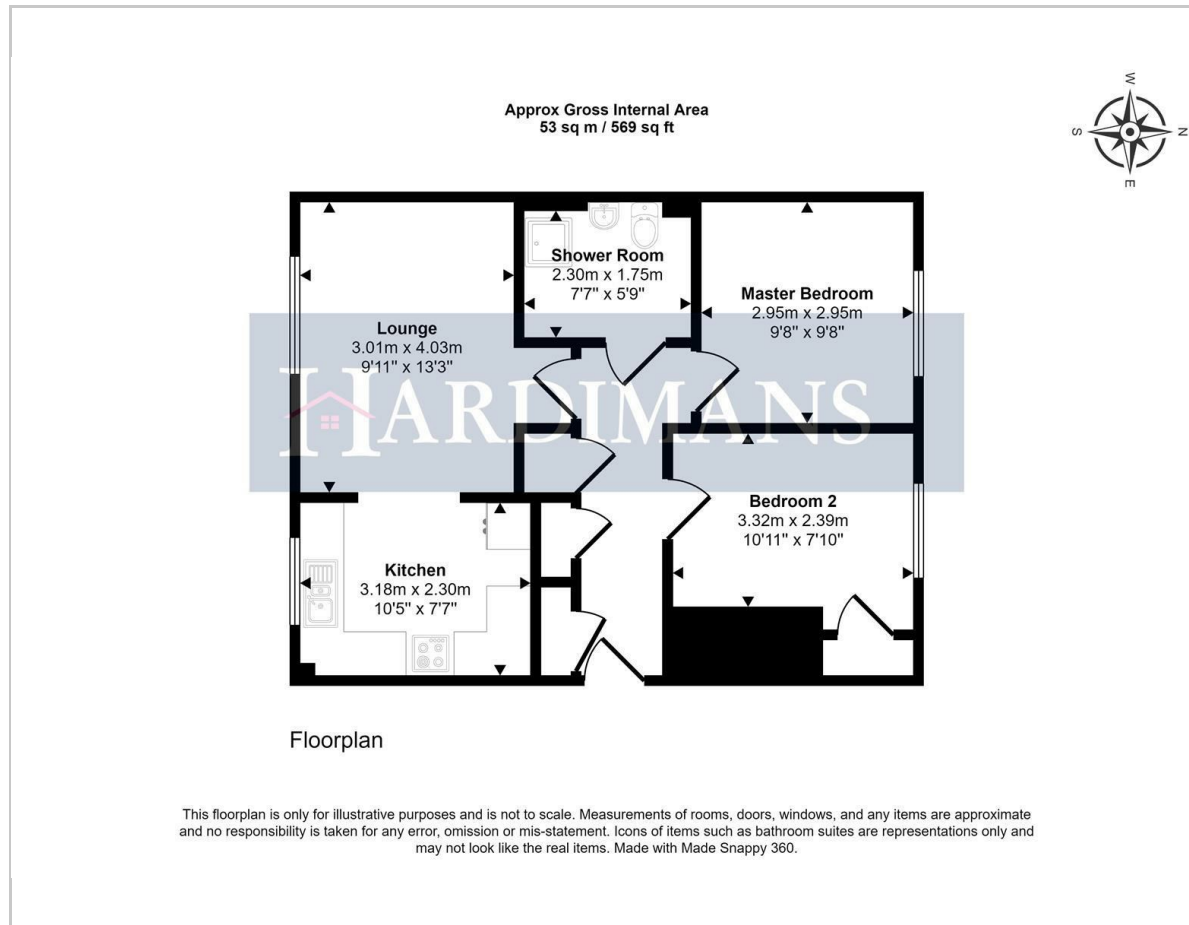 Approx Gross Internal Area
53 sq m / 569 sq ft
W
S
N
E
Shower Room
2.30m x 1.75m
7'7" x 5'9"
Master Bedroom
2.95m x 2.95m
9'8" x 9'8"
Lounge
3.01m x 4.03m
9'11" x 13'3"
HARDIMANS
Bedroom 2
3.32m x 2.39m
10'11" x 7'10"
Kitchen
3.18m x 2.30m
10'5" x 7'7"
Floorplan
This floorplan is only for illustrative purposes and is not to scale. Measurements of rooms, doors, windows, and any items are approximate
and no responsibility is taken for any error, omission or mis-statement. Icons of items such as bathroom suites are representations only and
may not look like the real items. Made with Made Snappy 360.